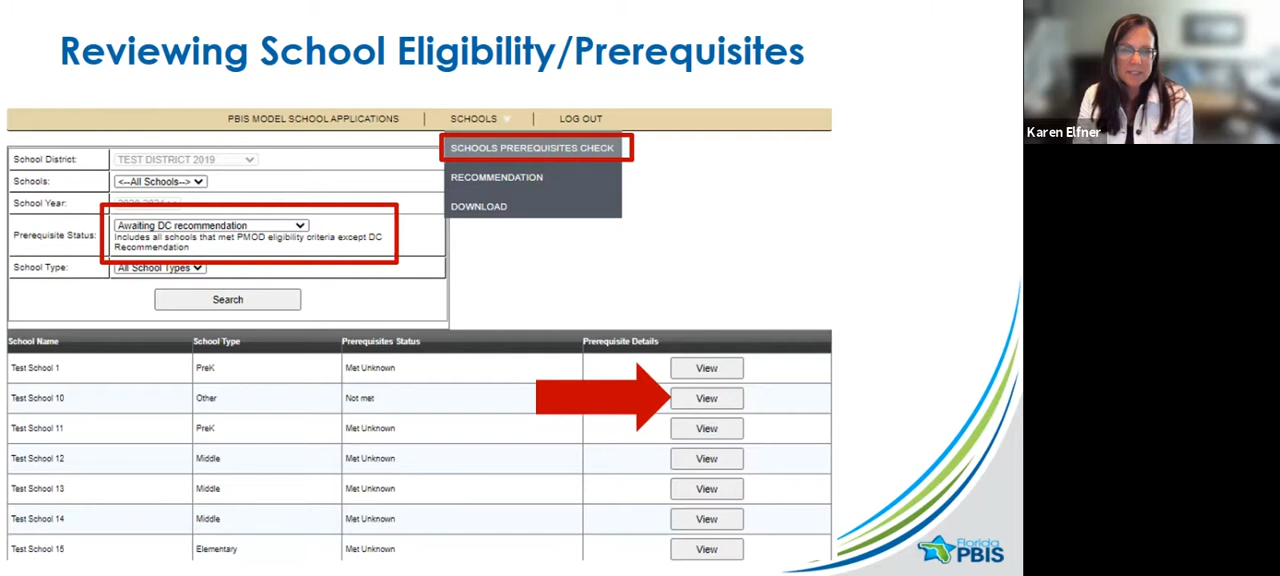 Reviewing School Eligibility/Prerequisites
Karen Elfner
PBIS MODEL SCHOOL APPLICATIONS | SCHOOLS | LOG OUT
SCHOOLS PREREQUISITES CHECK
RECOMMENDATION
DOWNLOAD
School District: TEST DISTRICT 2019
Schools: <--All Schools-->
School Year:
Prerequisite Status: Awaiting DC recommendation
Includes all schools that met PMOD eligibility criteria except DC
Recommendation
School Type: All School Types
Search
School Name School Type Prerequisites Status Prerequisite Details
Test School 1 PreK Met Unknown View
Test School 10 Other Not met View
Test School 11 PreK Met Unknown View
Test School 12 Middle Met Unknown View
Test School 13 Middle Met Unknown View
Test School 14 Middle Met Unknown View
Test School 15 Elementary Met Unknown View
Florida
PBIS